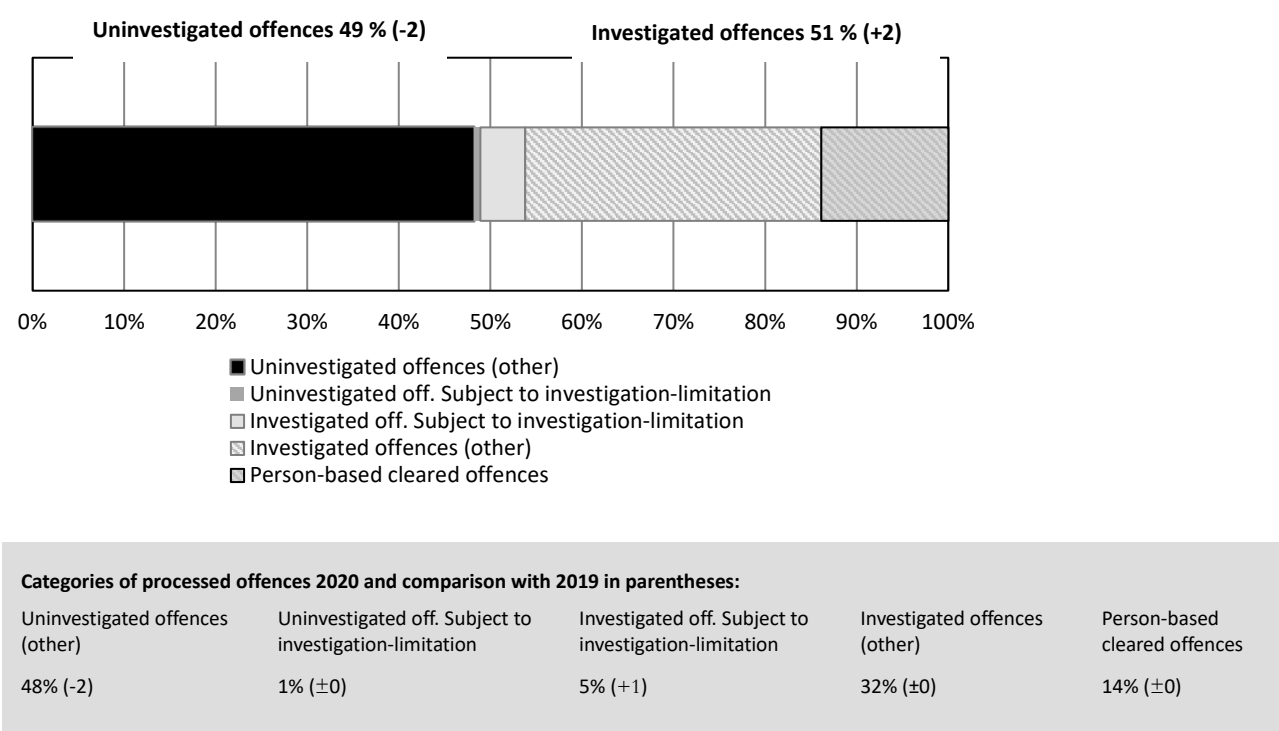 Uninvestigated offences 49 % (-2)
Investigated offences 51 % (+2)
0% 10% 20% 30% 40% 50% 60% 70% 80% 90% 100%
Uninvestigated offences (other)
Uninvestigated off. Subject to investigation-limitation
Investigated off. Subject to investigation-limitation
Investigated offences (other)
Person-based cleared offences
Categories of processed offences 2020 and comparison with 2019 in parentheses:
Uninvestigated offences
(other)
Uninvestigated off. Subject to
investigation-limitation
Investigated off. Subject to
investigation-limitation
Investigated offences
(other)
Person-based
cleared offences
48% (-2)
1% (±0)
5% (+1)
32% (±0)
14% (±0)